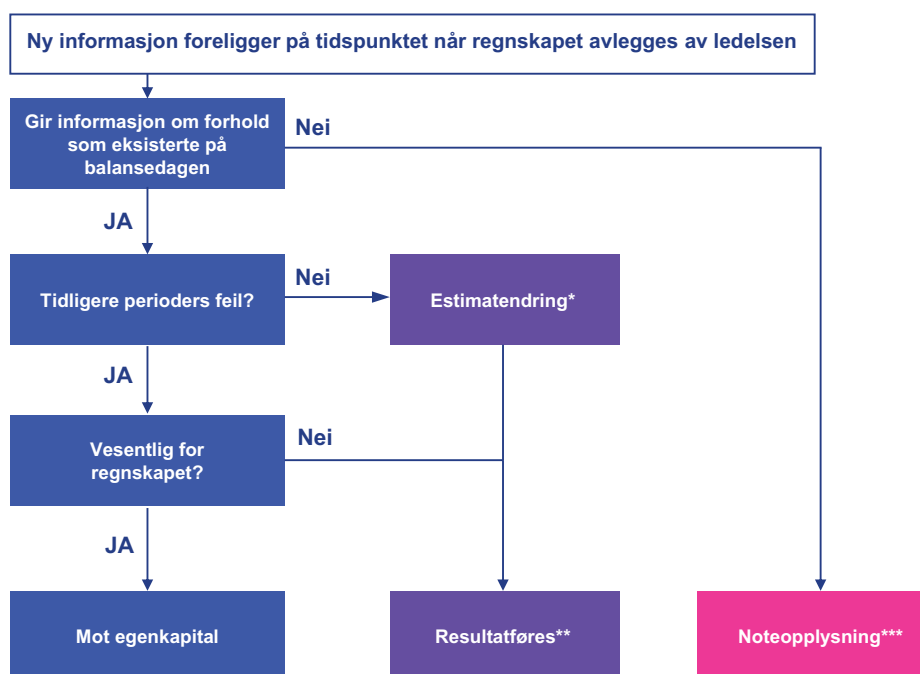 Ny informasjon foreligger på tidspunktet når regnskapet avlegges av ledelsen
Gir informasjon om forhold
som eksisterte på
balansedagen
Nei
JA
Tidligere perioders feil?
Nei
Estimatendring*
JA
Vesentlig for
regnskapet?
Nei
JA
Mot egenkapital
Resultatføres**
Noteopplysning***